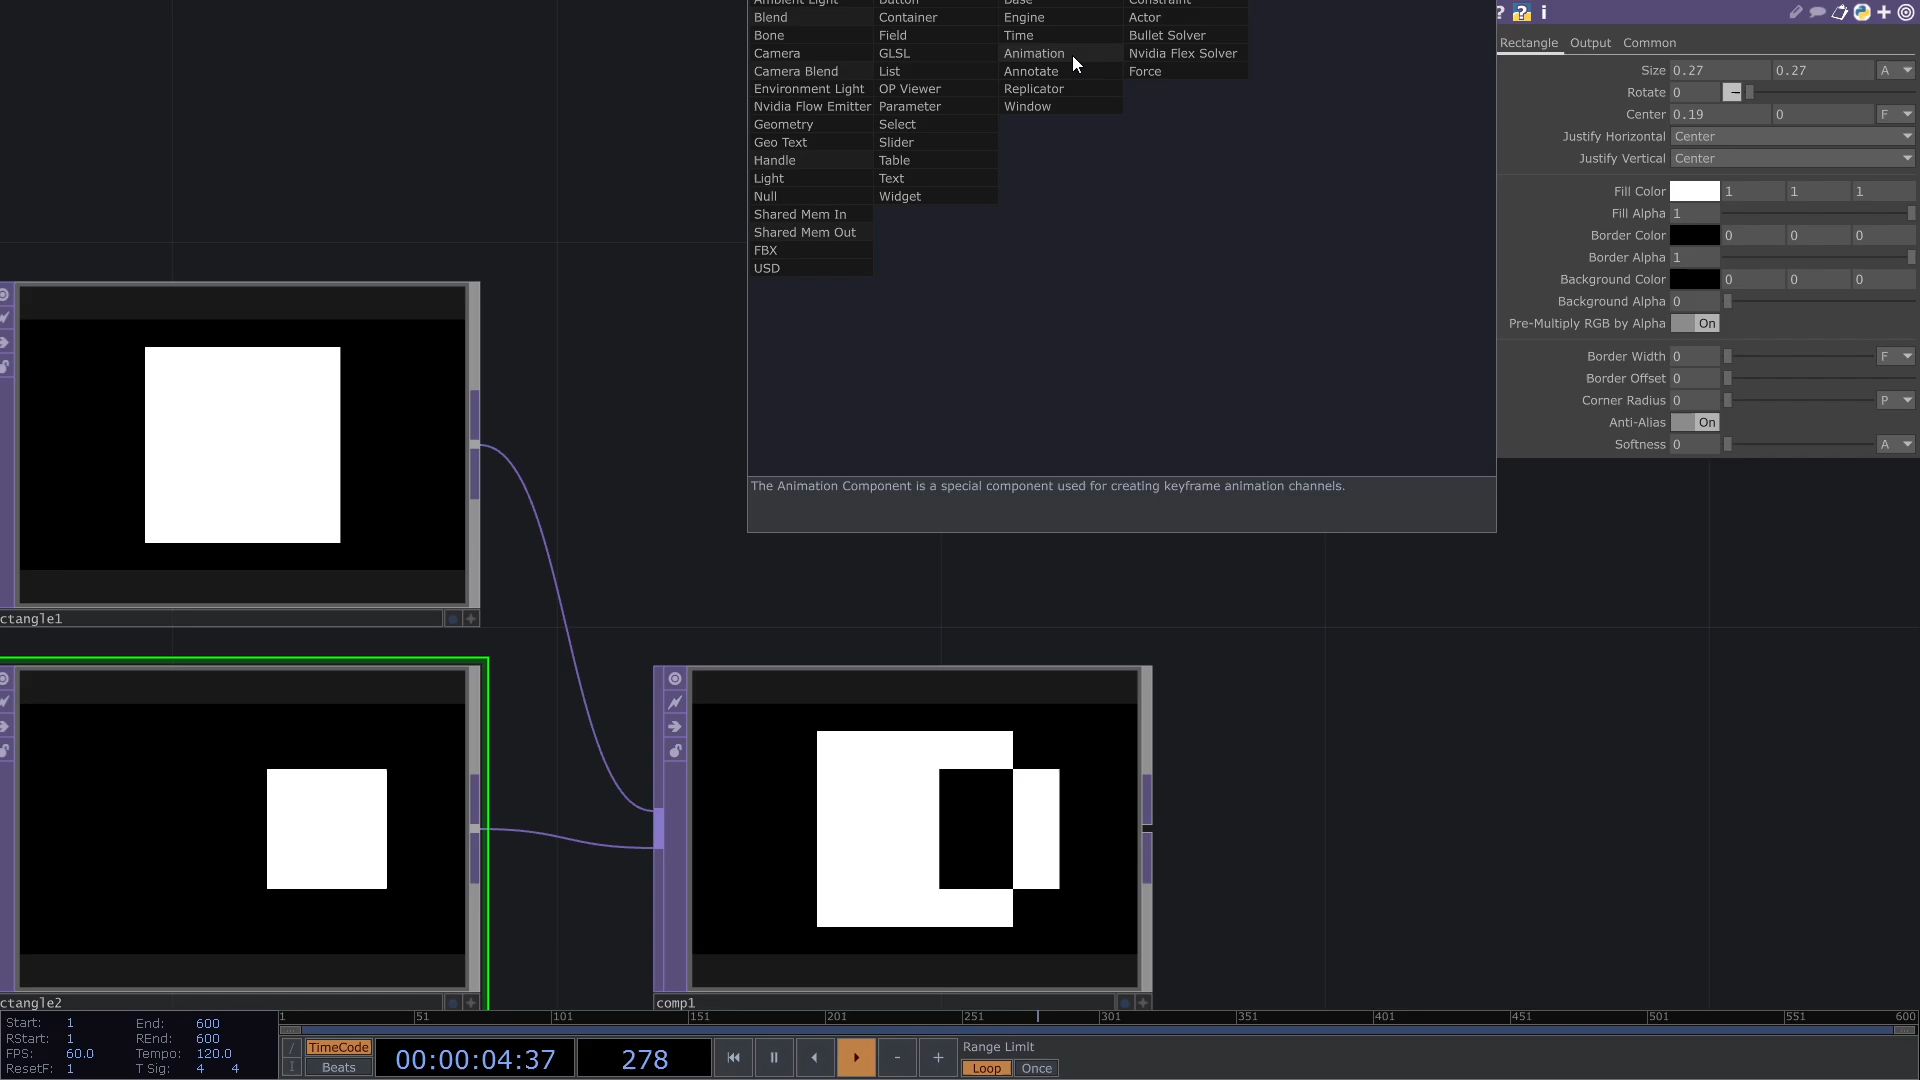 Ambient Light Button Base Constraint
Blend Container Engine Actor
Bone Field Time Bullet Solver
Camera GLSL Animation Nvidia Flex Solver
Camera Blend List Annotate Force
Environment Light OP Viewer Replicator
Nvidia Flow Emitter Parameter Window
Geometry Select
Geo Text Slider
Handle Table
Light Text
Null Widget
Shared Mem In
Shared Mem Out
FBX
USD
The Animation Component is a special component used for creating keyframe animation channels.
? ? i
Rectangle Output Common
Size 0.27 0.27 A
Rotate 0
Center 0.19 0 F
Justify Horizontal Center
Justify Vertical Center
Fill Color 1 1 1
Fill Alpha 1
Border Color 0 0 0
Border Alpha 1
Background Color 0 0 0
Background Alpha 0
Pre-Multiply RGB by Alpha On
Border Width 0 F
Border Offset 0
Corner Radius 0 P
Anti-Alias On
Softness 0 A
ctangle1
ctangle2
comp1
Start: 1 End: 600
RStart: 1 REnd: 600
FPS: 60.0 Tempo: 120.0
ResetF: 1 T Sig: 4 4
1 51 101 151 201 251 301 351 401 451 501 551 600
/ TimeCode
I Beats
00:00:04:37
278
- +
Range Limit
Loop Once